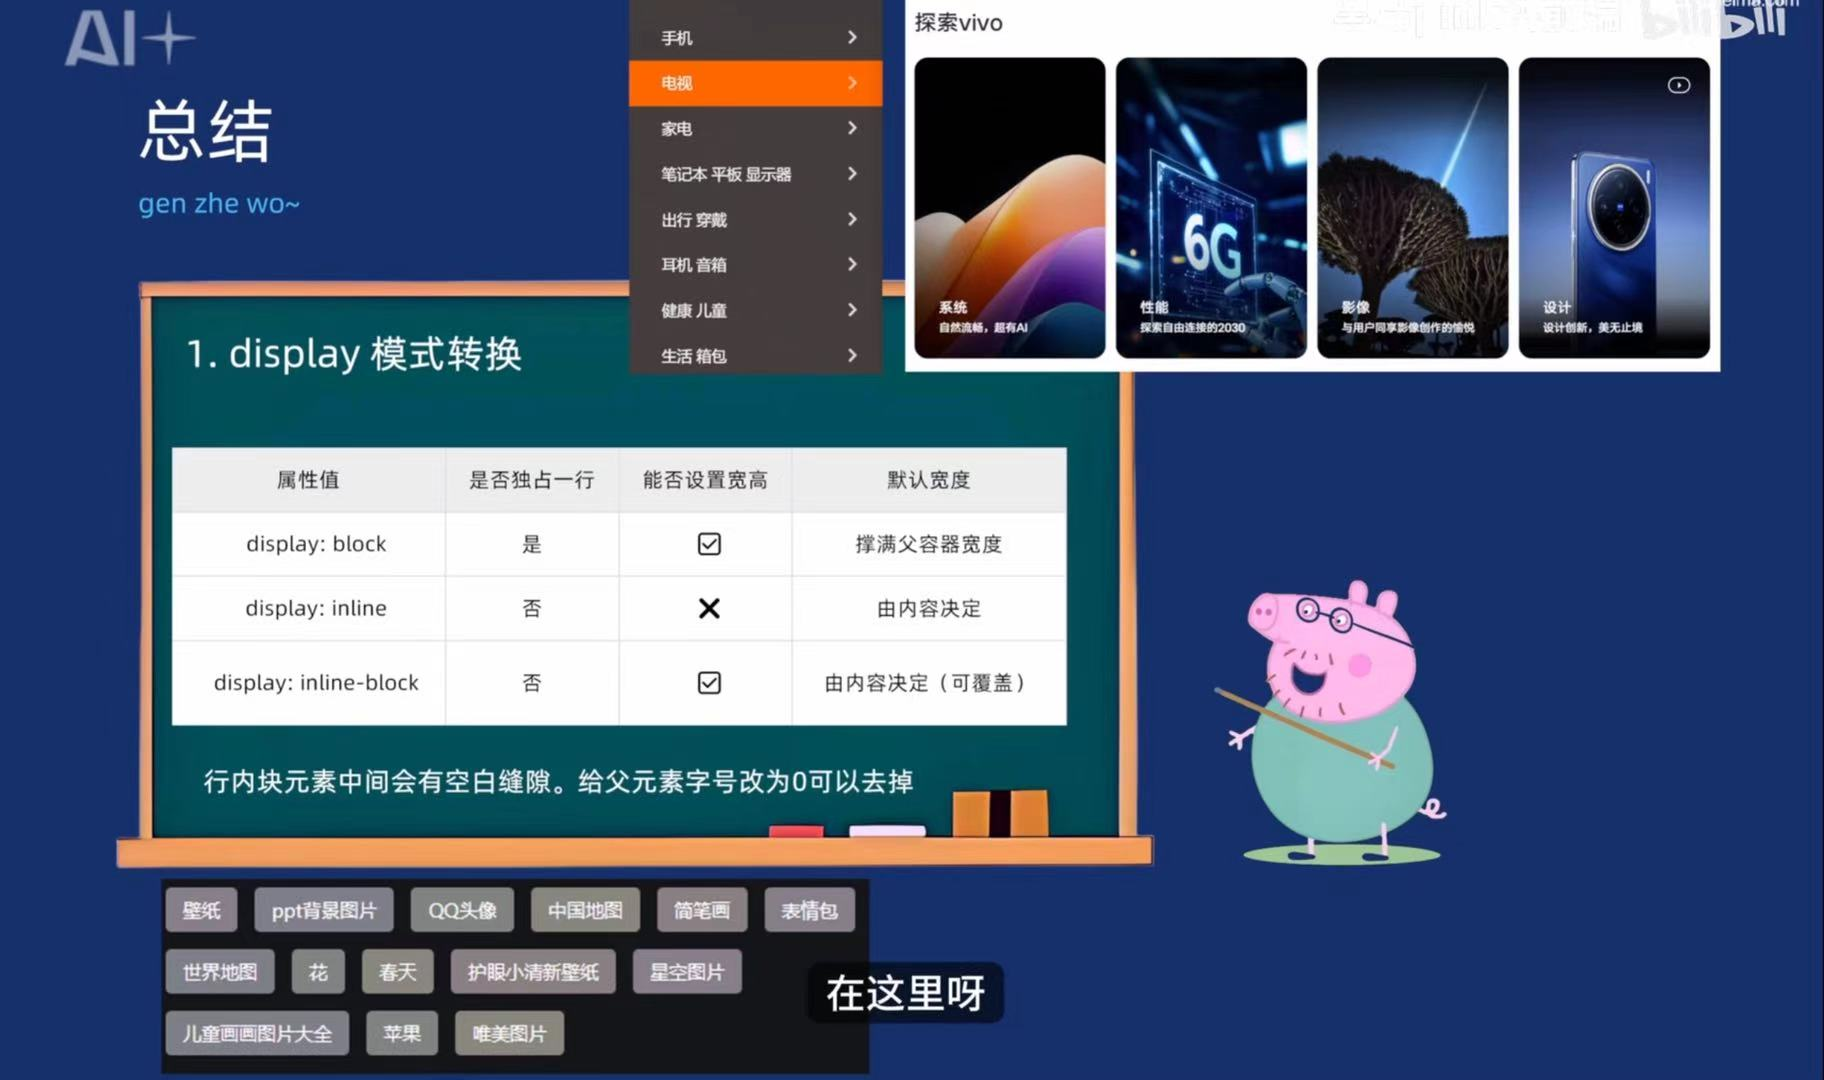 AI+
总结
gen zhe wo~
手机
电视
家电
笔记本 平板 显示器
出行 穿戴
耳机 音箱
健康 儿童
生活 箱包
探索vivo
bilibili
6G
系统
自然流畅，超有AI
性能
探索自由连接的2030
影像
与用户同享影像创作的愉悦
设计
设计创新，美无止境
1. display 模式转换
属性值 是否独占一行 能否设置宽高 默认宽度
display: block 是 撑满父容器宽度
display: inline 否 由内容决定
display: inline-block 否 由内容决定（可覆盖）
行内块元素中间会有空白缝隙。给父元素字号改为0可以去掉
壁纸 ppt背景图片 QQ头像 中国地图 简笔画 表情包
世界地图 花 春天 护眼小清新壁纸 星空图片
儿童画画图片大全 苹果 唯美图片
在这里呀